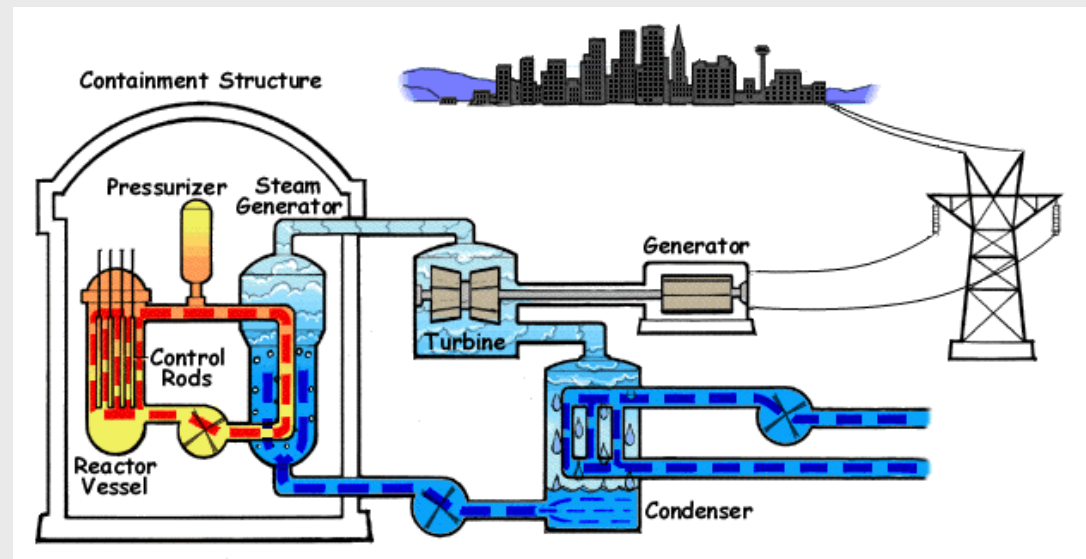 Containment Structure
Pressurizer
Steam
Generator
Generator
Turbine
Control
Rods
Reactor
Vessel
Condenser